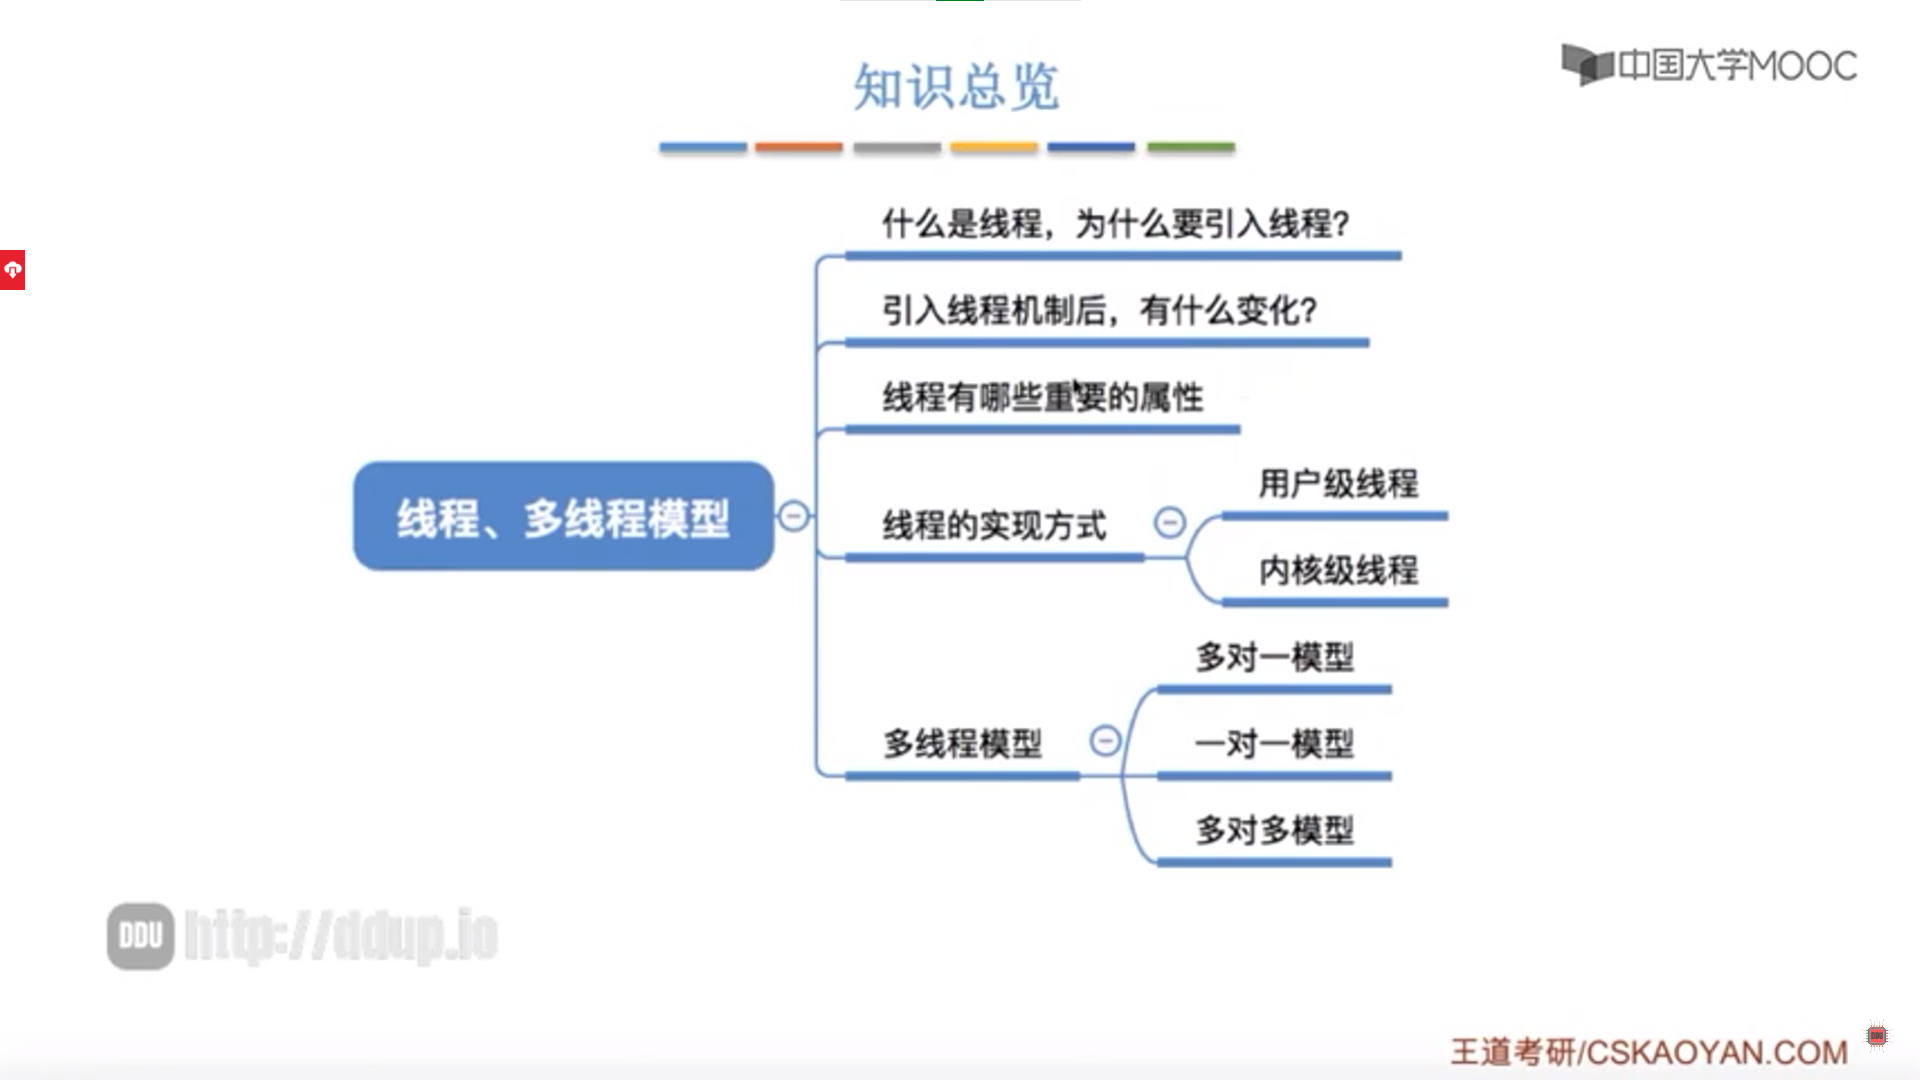 中国大学MOOC
知识总览
什么是线程，为什么要引入线程？
引入线程机制后，有什么变化？
线程有哪些重要的属性
线程、多线程模型
线程的实现方式
用户级线程
内核级线程
多线程模型
多对一模型
一对一模型
多对多模型
DDU http://ddup.io
王道考研/CSKAOYAN.COM